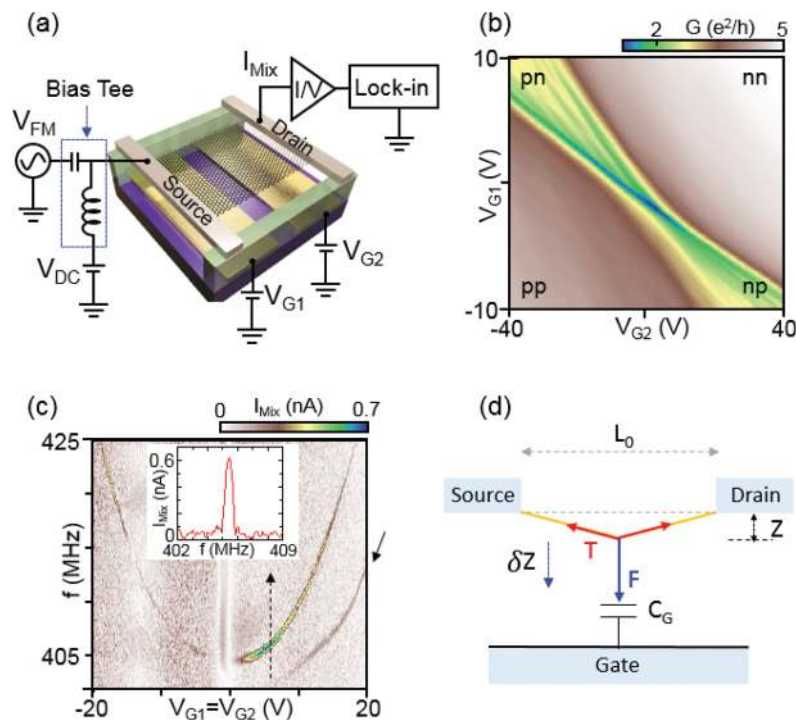 (a)
I_Mix
I/V
Lock-in
Bias Tee
V_FM
Drain
Source
V_DC
V_G2
V_G1
(b)
G (e²/h)
2
5
10
pn
nn
V_G1 (V)
pp
np
-10
-40
V_G2 (V)
40
(c)
0
I_Mix (nA)
0.7
425
0.6
I_Mix (nA)
0
402
f (MHz)
409
f (MHz)
405
-20
V_G1=V_G2 (V)
20
(d)
L_0
Source
Drain
Z
T
δZ
F
C_G
Gate